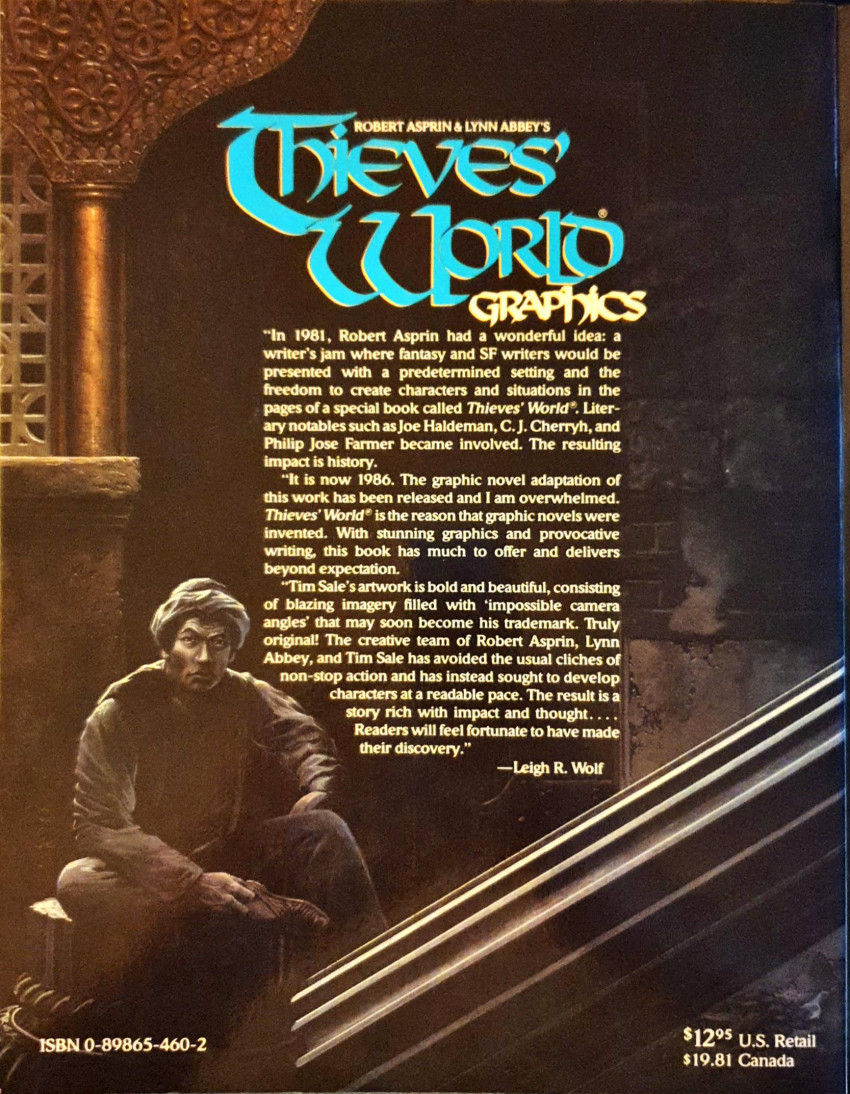 ROBERT ASPRIN & LYNN ABBEY'S
Thieves'
World®
GRAPHICS
“In 1981, Robert Asprin had a wonderful idea: a
writer's jam where fantasy and SF writers would be
presented with a predetermined setting and the
freedom to create characters and situations in the
pages of a special book called Thieves' World®. Liter-
ary notables such as Joe Haldeman, C. J. Cherryh, and
Philip Jose Farmer became involved. The resulting
impact is history.
“It is now 1986. The graphic novel adaptation of
this work has been released and I am overwhelmed.
Thieves' World® is the reason that graphic novels were
invented. With stunning graphics and provocative
writing, this book has much to offer and delivers
beyond expectation.
“Tim Sale's artwork is bold and beautiful, consisting
of blazing imagery filled with ‘impossible camera
angles’ that may soon become his trademark. Truly
original! The creative team of Robert Asprin, Lynn
Abbey, and Tim Sale has avoided the usual cliches of
non-stop action and has instead sought to develop
characters at a readable pace. The result is a
story rich with impact and thought. . . .
Readers will feel fortunate to have made
their discovery.”
—Leigh R. Wolf
ISBN 0-89865-460-2
$12⁹⁵ U.S. Retail
$19.81 Canada